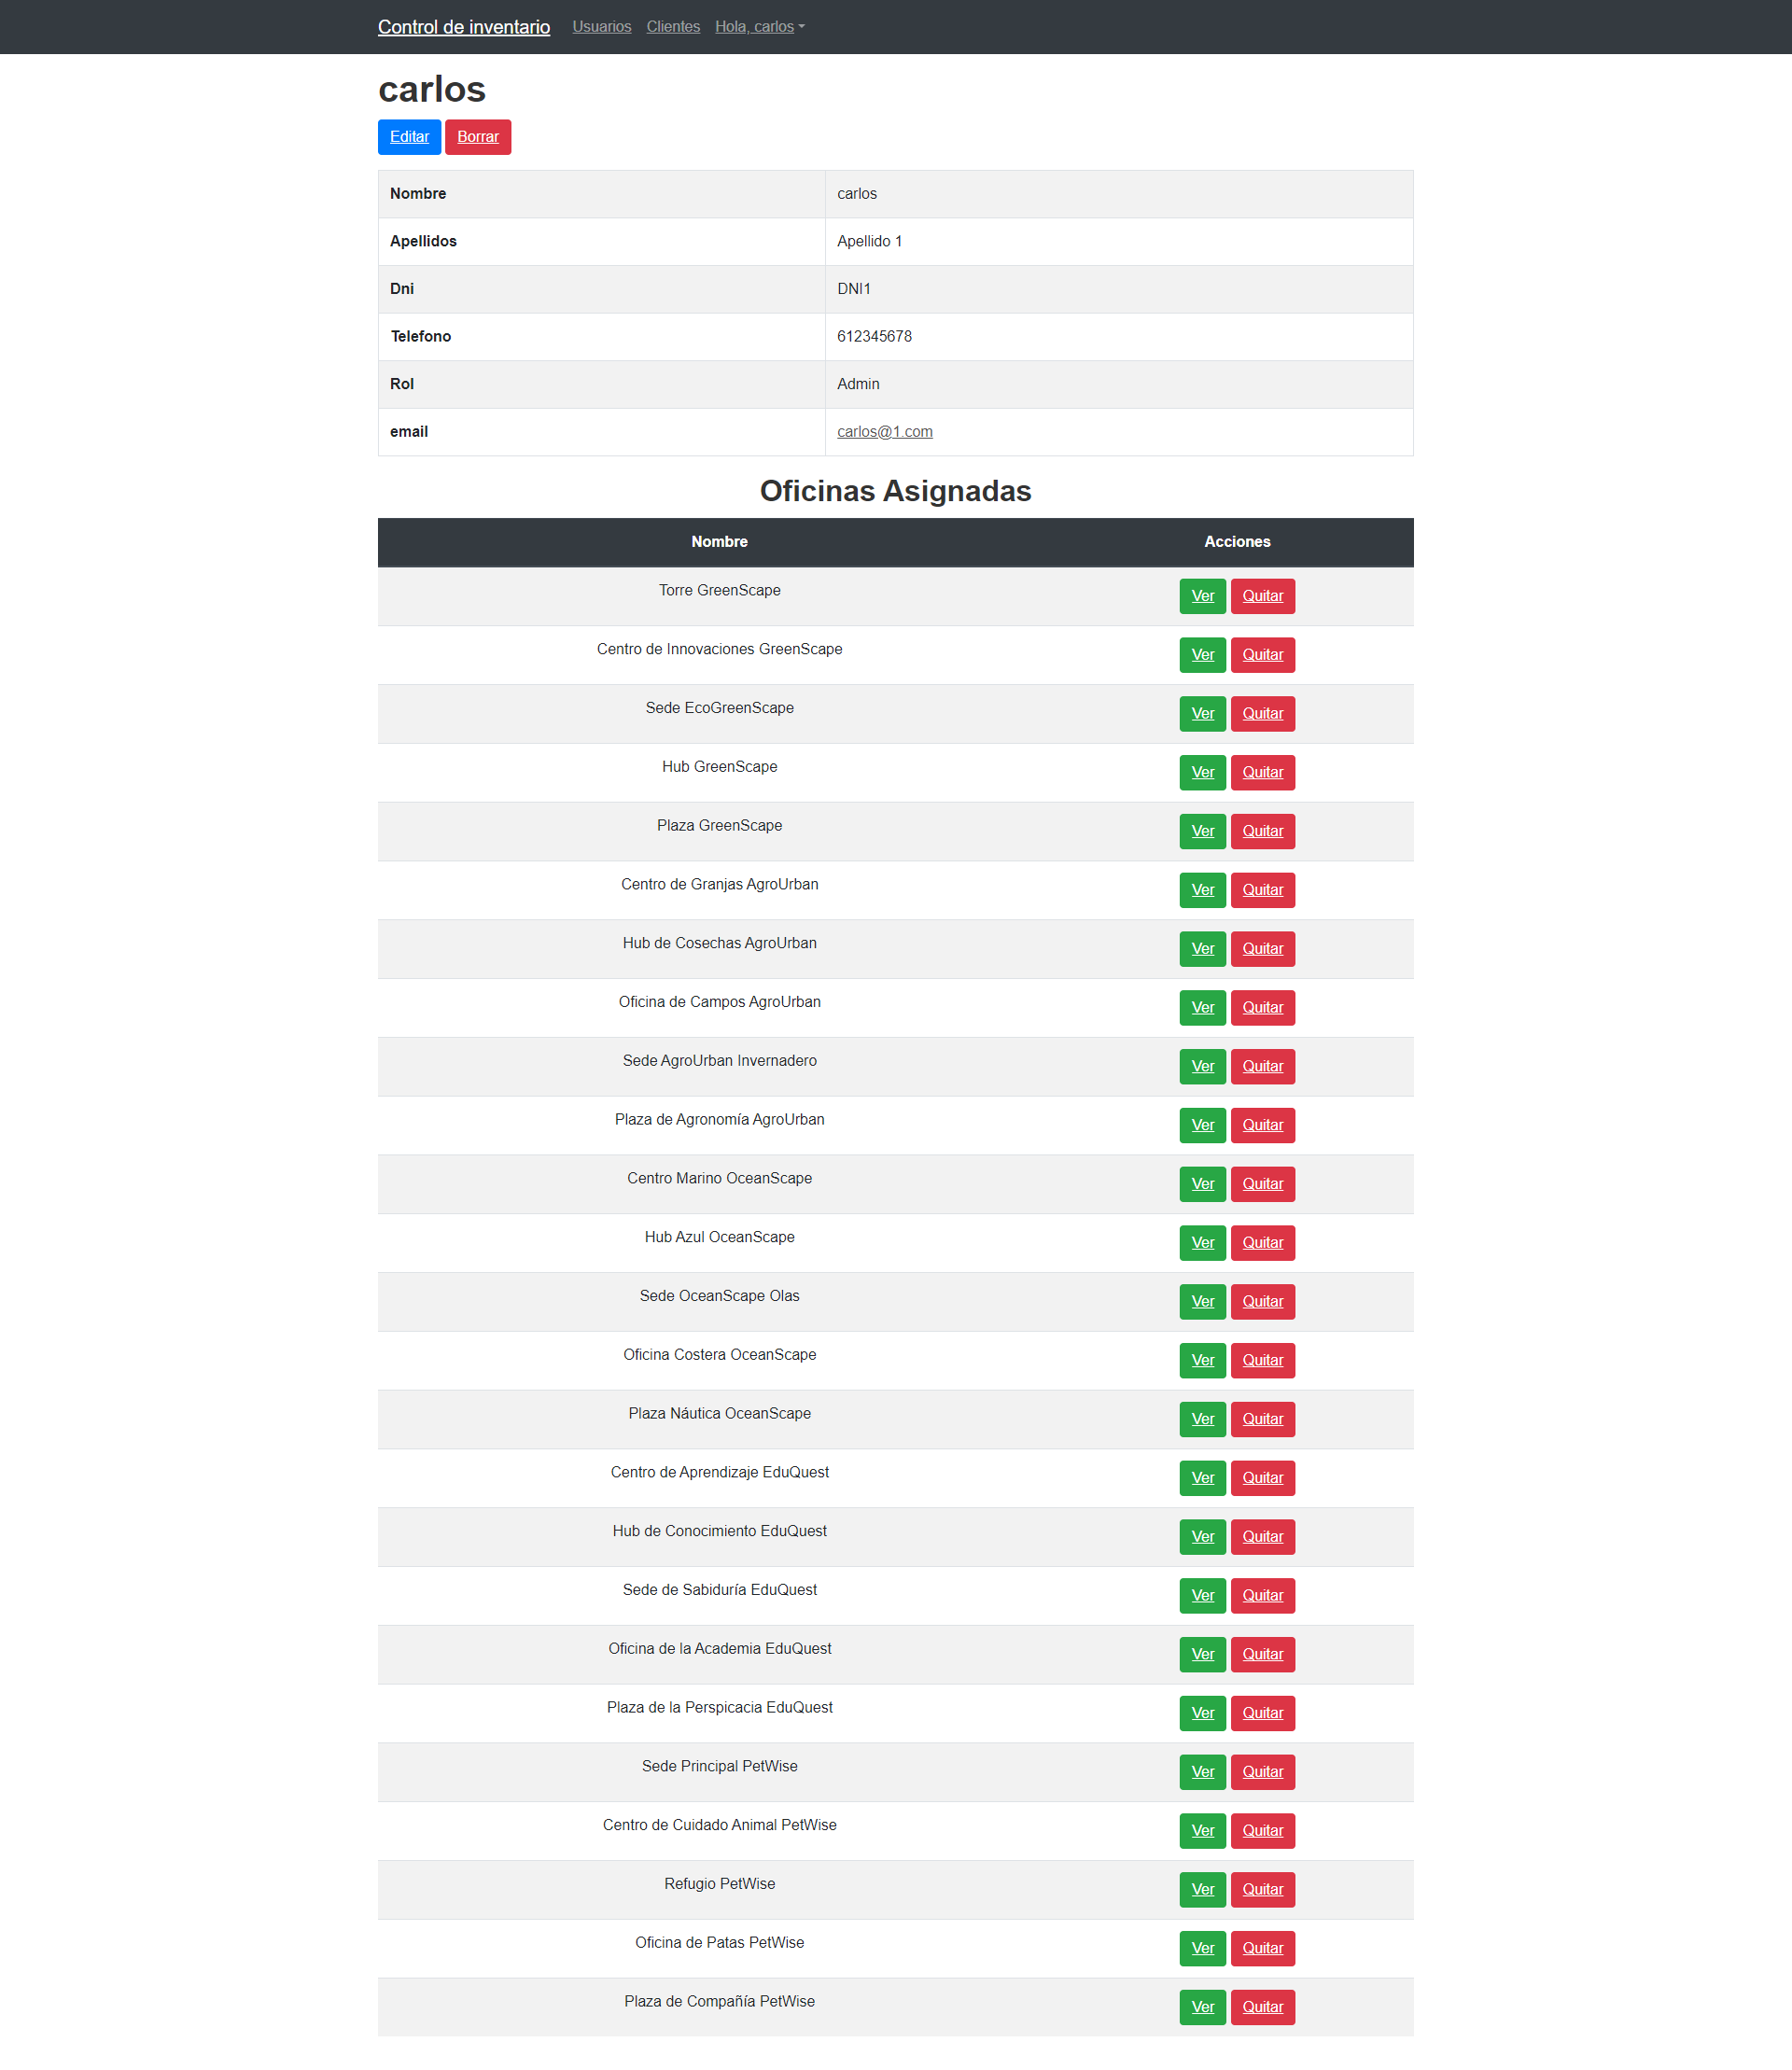 Control de inventario Usuarios Clientes Hola, carlos
carlos
Editar Borrar
Nombre carlos
Apellidos Apellido 1
Dni DNI1
Telefono 612345678
Rol Admin
email carlos@1.com
Oficinas Asignadas
Nombre Acciones
Torre GreenScape Ver Quitar
Centro de Innovaciones GreenScape Ver Quitar
Sede EcoGreenScape Ver Quitar
Hub GreenScape Ver Quitar
Plaza GreenScape Ver Quitar
Centro de Granjas AgroUrban Ver Quitar
Hub de Cosechas AgroUrban Ver Quitar
Oficina de Campos AgroUrban Ver Quitar
Sede AgroUrban Invernadero Ver Quitar
Plaza de Agronomía AgroUrban Ver Quitar
Centro Marino OceanScape Ver Quitar
Hub Azul OceanScape Ver Quitar
Sede OceanScape Olas Ver Quitar
Oficina Costera OceanScape Ver Quitar
Plaza Náutica OceanScape Ver Quitar
Centro de Aprendizaje EduQuest Ver Quitar
Hub de Conocimiento EduQuest Ver Quitar
Sede de Sabiduría EduQuest Ver Quitar
Oficina de la Academia EduQuest Ver Quitar
Plaza de la Perspicacia EduQuest Ver Quitar
Sede Principal PetWise Ver Quitar
Centro de Cuidado Animal PetWise Ver Quitar
Refugio PetWise Ver Quitar
Oficina de Patas PetWise Ver Quitar
Plaza de Compañía PetWise Ver Quitar